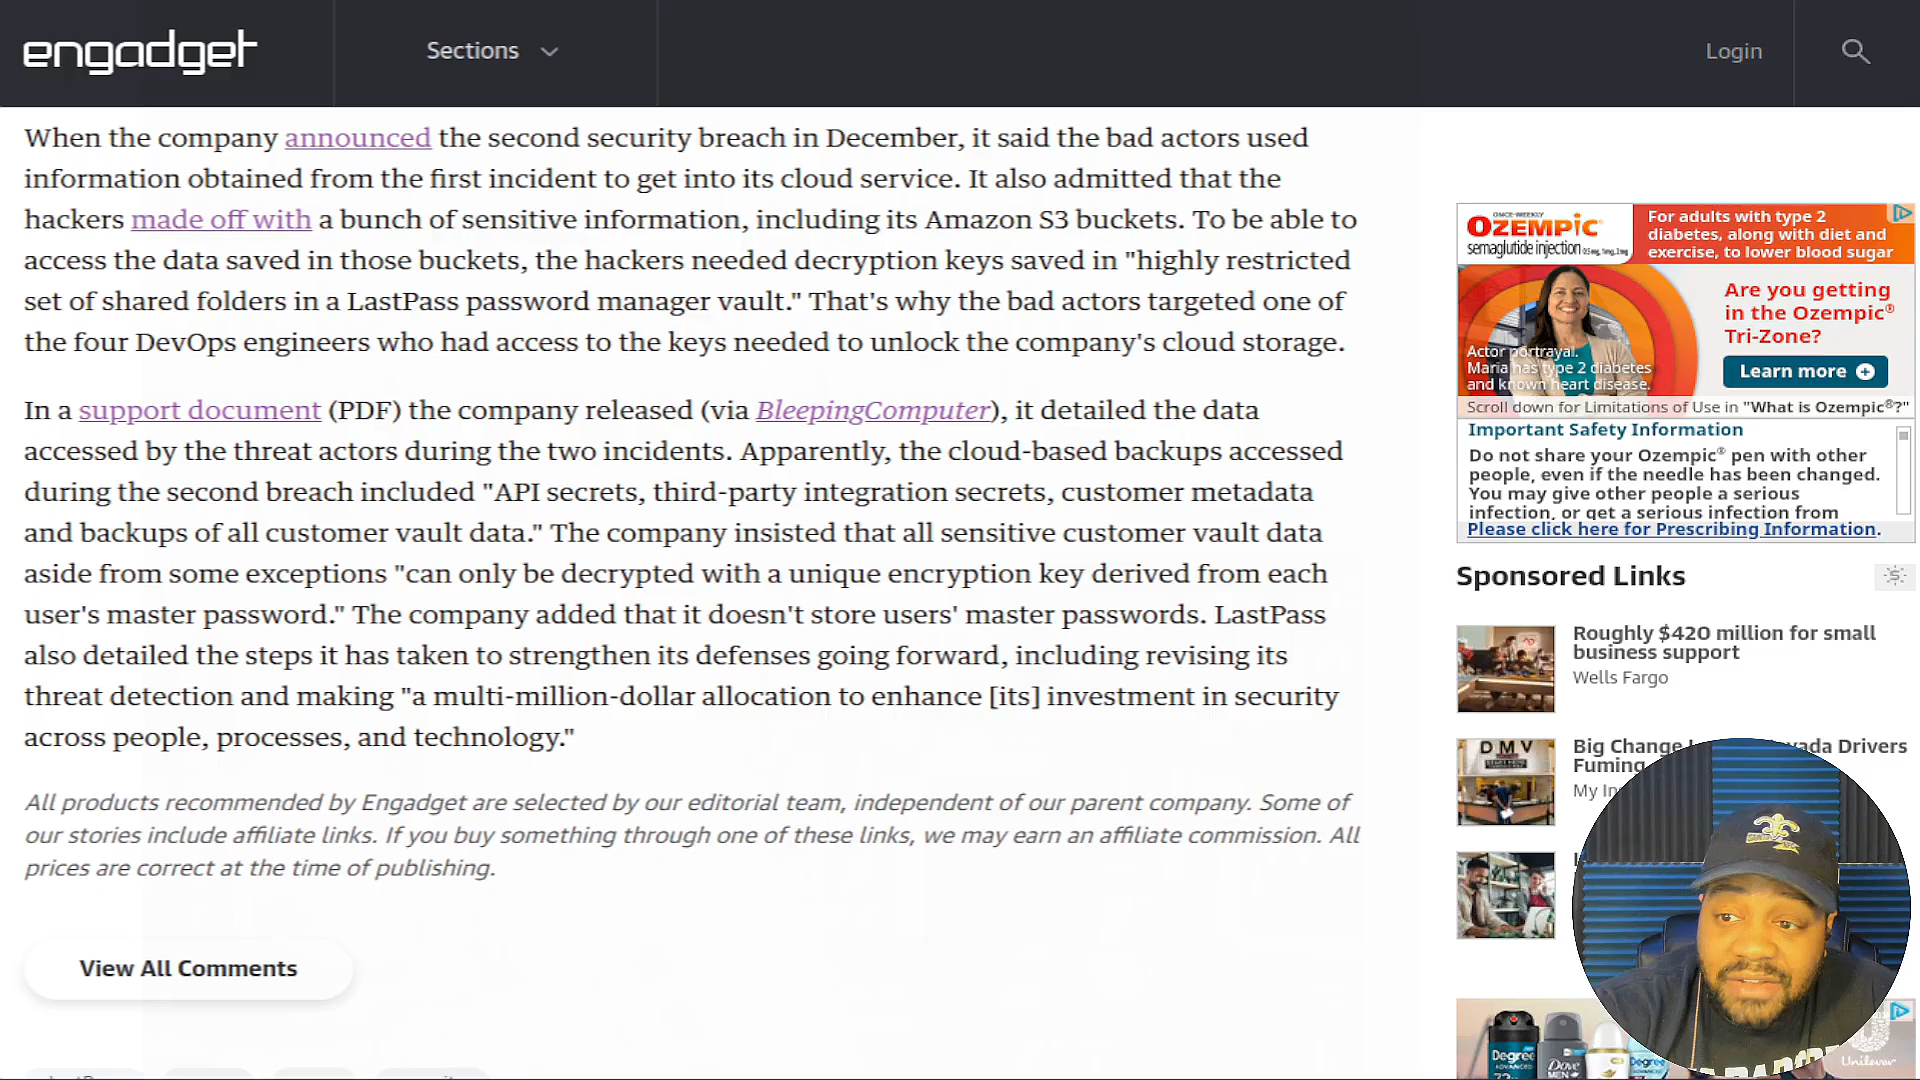 engadget
Sections
Login
When the company announced the second security breach in December, it said the bad actors used
information obtained from the first incident to get into its cloud service. It also admitted that the
hackers made off with a bunch of sensitive information, including its Amazon S3 buckets. To be able to
access the data saved in those buckets, the hackers needed decryption keys saved in "highly restricted
set of shared folders in a LastPass password manager vault." That's why the bad actors targeted one of
the four DevOps engineers who had access to the keys needed to unlock the company's cloud storage.
In a support document (PDF) the company released (via BleepingComputer), it detailed the data
accessed by the threat actors during the two incidents. Apparently, the cloud-based backups accessed
during the second breach included "API secrets, third-party integration secrets, customer metadata
and backups of all customer vault data." The company insisted that all sensitive customer vault data
aside from some exceptions "can only be decrypted with a unique encryption key derived from each
user's master password." The company added that it doesn't store users' master passwords. LastPass
also detailed the steps it has taken to strengthen its defenses going forward, including revising its
threat detection and making "a multi-million-dollar allocation to enhance [its] investment in security
across people, processes, and technology."
All products recommended by Engadget are selected by our editorial team, independent of our parent company. Some of
our stories include affiliate links. If you buy something through one of these links, we may earn an affiliate commission. All
prices are correct at the time of publishing.
View All Comments
ONCE-WEEKLY
OZEMPIC®
semaglutide injection 0.5 mg, 1 mg, 2 mg
For adults with type 2
diabetes, along with diet and
exercise, to lower blood sugar
Are you getting
in the Ozempic®
Tri-Zone?
Learn more
Actor portrayal.
Maria has type 2 diabetes
and known heart disease.
Scroll down for Limitations of Use in "What is Ozempic®?"
Important Safety Information
Do not share your Ozempic® pen with other
people, even if the needle has been changed.
You may give other people a serious
infection, or get a serious infection from
Please click here for Prescribing Information.
Sponsored Links
Roughly $420 million for small
business support
Wells Fargo
DMV
Big Change
Drivers
Fuming
My
Degree
ADVANCED
Dove
MEN
Degree
Unilever